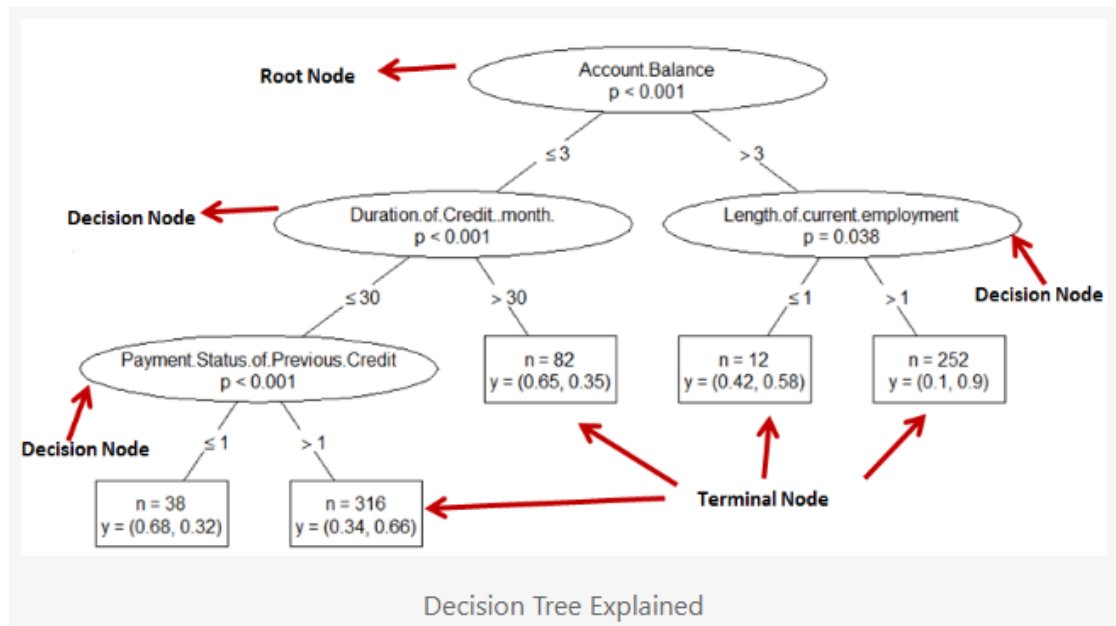 Root Node
Account.Balance
p < 0.001
≤ 3
> 3
Decision Node
Duration.of.Credit..month.
p < 0.001
Length.of.current.employment
p = 0.038
Decision Node
≤ 30
> 30
≤ 1
> 1
Payment.Status.of.Previous.Credit
p < 0.001
n = 82
y = (0.65, 0.35)
n = 12
y = (0.42, 0.58)
n = 252
y = (0.1, 0.9)
Decision Node
≤ 1
> 1
Terminal Node
n = 38
y = (0.68, 0.32)
n = 316
y = (0.34, 0.66)
Decision Tree Explained